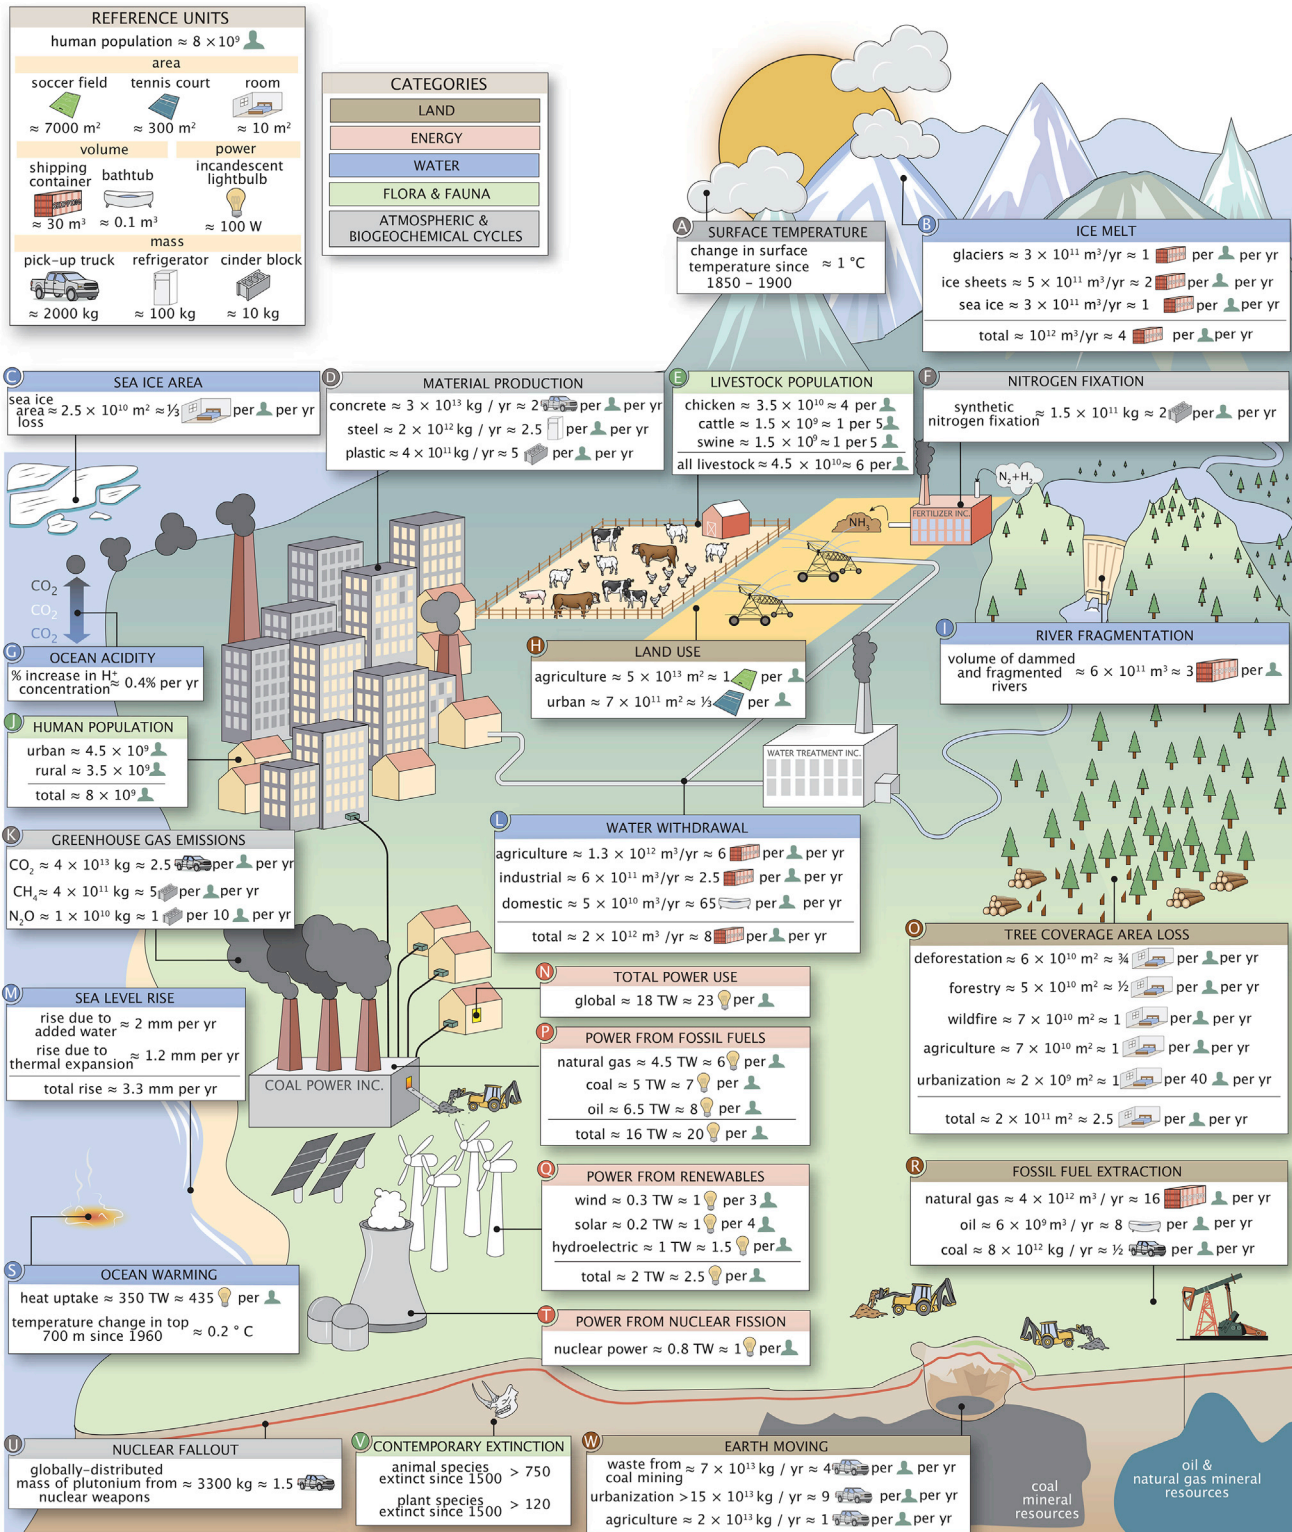 REFERENCE UNITS
human population ≈ 8 × 10⁹
area
soccer field tennis court room
≈ 7000 m² ≈ 300 m² ≈ 10 m²
volume power
shipping container bathtub incandescent lightbulb
≈ 30 m³ ≈ 0.1 m³ ≈ 100 W
mass
pick-up truck refrigerator cinder block
≈ 2000 kg ≈ 100 kg ≈ 10 kg
CATEGORIES
LAND
ENERGY
WATER
FLORA & FAUNA
ATMOSPHERIC &
BIOGEOCHEMICAL CYCLES
A SURFACE TEMPERATURE
change in surface
temperature since ≈ 1 °C
1850 – 1900
B ICE MELT
glaciers ≈ 3 × 10¹¹ m³/yr ≈ 1 per per yr
ice sheets ≈ 5 × 10¹¹ m³/yr ≈ 2 per per yr
sea ice ≈ 3 × 10¹¹ m³/yr ≈ 1 per per yr
total ≈ 10¹² m³/yr ≈ 4 per per yr
C SEA ICE AREA
sea ice
area ≈ 2.5 × 10¹⁰ m² ≈ ⅓ per per yr
loss
D MATERIAL PRODUCTION
concrete ≈ 3 × 10¹³ kg / yr ≈ 2 per per yr
steel ≈ 2 × 10¹² kg / yr ≈ 2.5 per per yr
plastic ≈ 4 × 10¹¹ kg / yr ≈ 5 per per yr
E LIVESTOCK POPULATION
chicken ≈ 3.5 × 10¹⁰ ≈ 4 per
cattle ≈ 1.5 × 10⁹ ≈ 1 per 5
swine ≈ 1.5 × 10⁹ ≈ 1 per 5
all livestock ≈ 4.5 × 10¹⁰ ≈ 6 per
F NITROGEN FIXATION
synthetic
nitrogen fixation ≈ 1.5 × 10¹¹ kg ≈ 2 per per yr
N₂+H₂
FERTILIZER INC.
NH₃
CO₂
CO₂
CO₂
G OCEAN ACIDITY
% increase in H⁺
concentration ≈ 0.4% per yr
H LAND USE
agriculture ≈ 5 × 10¹³ m² ≈ 1 per
urban ≈ 7 × 10¹¹ m² ≈ ⅓ per
I RIVER FRAGMENTATION
volume of dammed
and fragmented ≈ 6 × 10¹¹ m³ ≈ 3 per
rivers
J HUMAN POPULATION
urban ≈ 4.5 × 10⁹
rural ≈ 3.5 × 10⁹
total ≈ 8 × 10⁹
WATER TREATMENT INC.
K GREENHOUSE GAS EMISSIONS
CO₂ ≈ 4 × 10¹³ kg ≈ 2.5 per per yr
CH₄ ≈ 4 × 10¹¹ kg ≈ 5 per per yr
N₂O ≈ 1 × 10¹⁰ kg ≈ 1 per 10 per yr
L WATER WITHDRAWAL
agriculture ≈ 1.3 × 10¹² m³/yr ≈ 6 per per yr
industrial ≈ 6 × 10¹¹ m³/yr ≈ 2.5 per per yr
domestic ≈ 5 × 10¹⁰ m³/yr ≈ 65 per per yr
total ≈ 2 × 10¹² m³ /yr ≈ 8 per per yr
M SEA LEVEL RISE
rise due to
added water ≈ 2 mm per yr
rise due to
thermal expansion ≈ 1.2 mm per yr
total rise ≈ 3.3 mm per yr
N TOTAL POWER USE
global ≈ 18 TW ≈ 23 per
O TREE COVERAGE AREA LOSS
deforestation ≈ 6 × 10¹⁰ m² ≈ ¾ per per yr
forestry ≈ 5 × 10¹⁰ m² ≈ ½ per per yr
wildfire ≈ 7 × 10¹⁰ m² ≈ 1 per per yr
agriculture ≈ 7 × 10¹⁰ m² ≈ 1 per per yr
urbanization ≈ 2 × 10⁹ m² ≈ 1 per 40 per yr
total ≈ 2 × 10¹¹ m² ≈ 2.5 per per yr
COAL POWER INC.
P POWER FROM FOSSIL FUELS
natural gas ≈ 4.5 TW ≈ 6 per
coal ≈ 5 TW ≈ 7 per
oil ≈ 6.5 TW ≈ 8 per
total ≈ 16 TW ≈ 20 per
Q POWER FROM RENEWABLES
wind ≈ 0.3 TW ≈ 1 per 3
solar ≈ 0.2 TW ≈ 1 per 4
hydroelectric ≈ 1 TW ≈ 1.5 per
total ≈ 2 TW ≈ 2.5 per
R FOSSIL FUEL EXTRACTION
natural gas ≈ 4 × 10¹² m³ / yr ≈ 16 per per yr
oil ≈ 6 × 10⁹ m³ / yr ≈ 8 per per yr
coal ≈ 8 × 10¹² kg / yr ≈ ½ per per yr
S OCEAN WARMING
heat uptake ≈ 350 TW ≈ 435 per
temperature change in top
700 m since 1960 ≈ 0.2 ° C
T POWER FROM NUCLEAR FISSION
nuclear power ≈ 0.8 TW ≈ 1 per
U NUCLEAR FALLOUT
globally-distributed
mass of plutonium from ≈ 3300 kg ≈ 1.5
nuclear weapons
V CONTEMPORARY EXTINCTION
animal species
extinct since 1500 > 750
plant species
extinct since 1500 > 120
W EARTH MOVING
waste from
coal mining ≈ 7 × 10¹³ kg / yr ≈ 4 per per yr
urbanization > 15 × 10¹³ kg / yr ≈ 9 per per yr
agriculture ≈ 2 × 10¹³ kg / yr ≈ 1 per per yr
coal
mineral
resources
oil &
natural gas mineral
resources